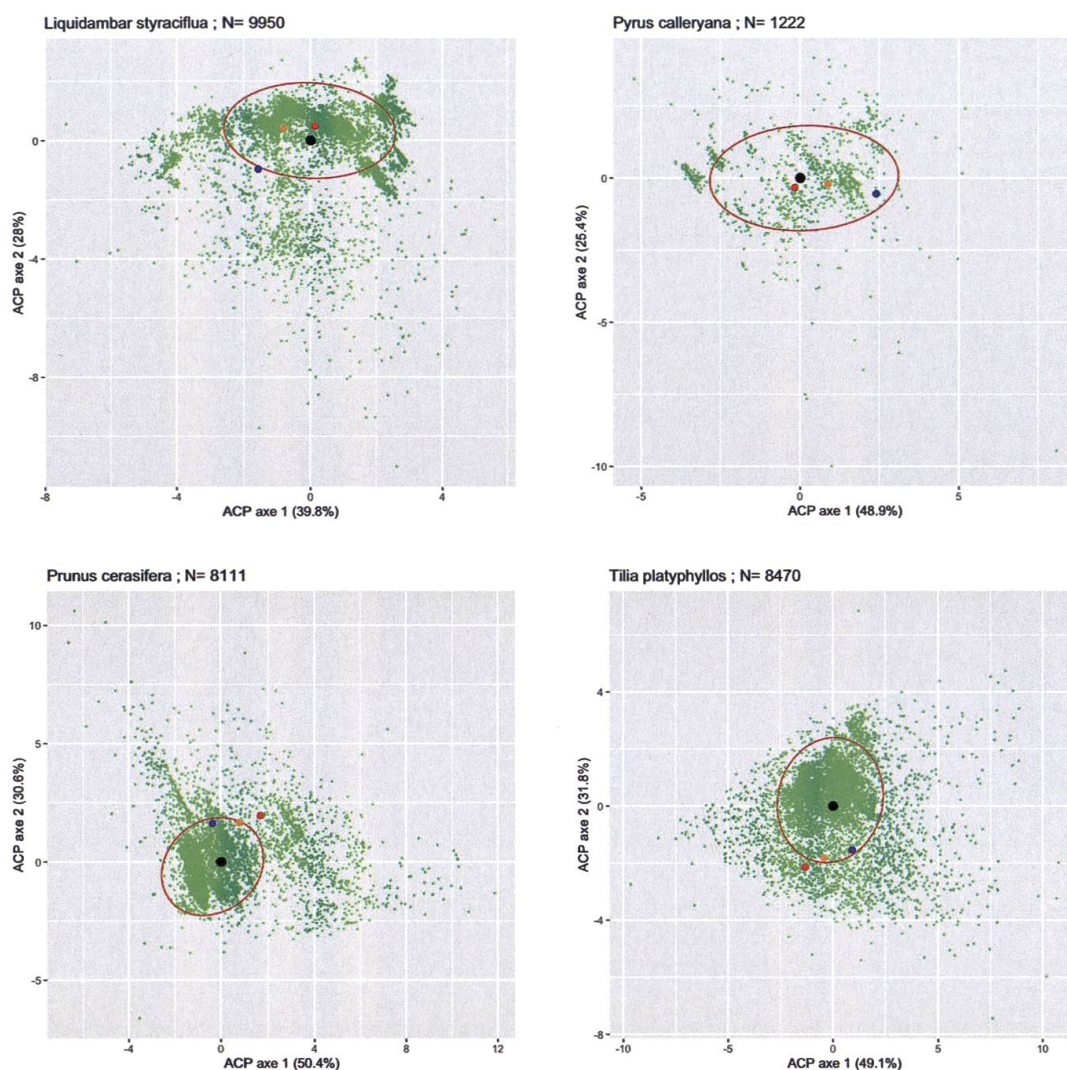 Liquidambar styraciflua ; N= 9950
0
-4
-8
ACP axe 2 (28%)
-8
-4
0
4
ACP axe 1 (39.8%)
Pyrus calleryana ; N= 1222
0
-5
-10
ACP axe 2 (25.4%)
-5
0
5
ACP axe 1 (48.9%)
Prunus cerasifera ; N= 8111
10
5
0
-5
ACP axe 2 (30.6%)
-4
0
4
8
12
ACP axe 1 (50.4%)
Tilia platyphyllos ; N= 8470
4
0
-4
-8
ACP axe 2 (31.8%)
-10
-5
0
5
10
ACP axe 1 (49.1%)